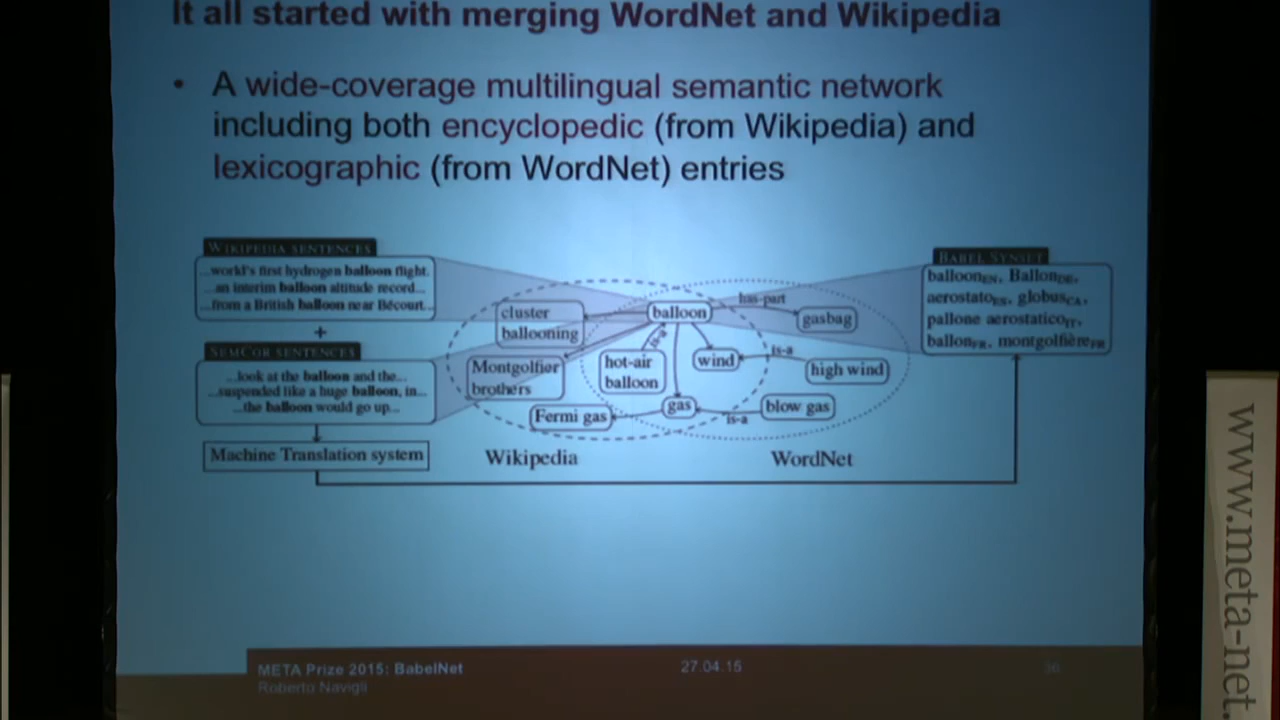 It all started with merging WordNet and Wikipedia
• A wide-coverage multilingual semantic network
including both encyclopedic (from Wikipedia) and
lexicographic (from WordNet) entries
WIKIPEDIA SENTENCES
...world's first hydrogen balloon flight.
...an interim balloon altitude record...
...from a British balloon near Bécourt...
+
SEMCOR SENTENCES
...look at the balloon and the...
...suspended like a huge balloon, in...
...the balloon would go up...
Machine Translation system
cluster
ballooning
Montgolfier
brothers
Fermi gas
balloon
hot-air
balloon
is-a
wind
gas
has-part
gasbag
is-a
high wind
is-a
blow gas
Wikipedia
WordNet
BABEL SYNSET
balloonEN, BallonDE,
aerostatoES, globusCA,
pallone aerostaticoIT,
ballonFR, montgolfièreFR
META Prize 2015: BabelNet
Roberto Navigli
27.04.15
36
www.meta-net.